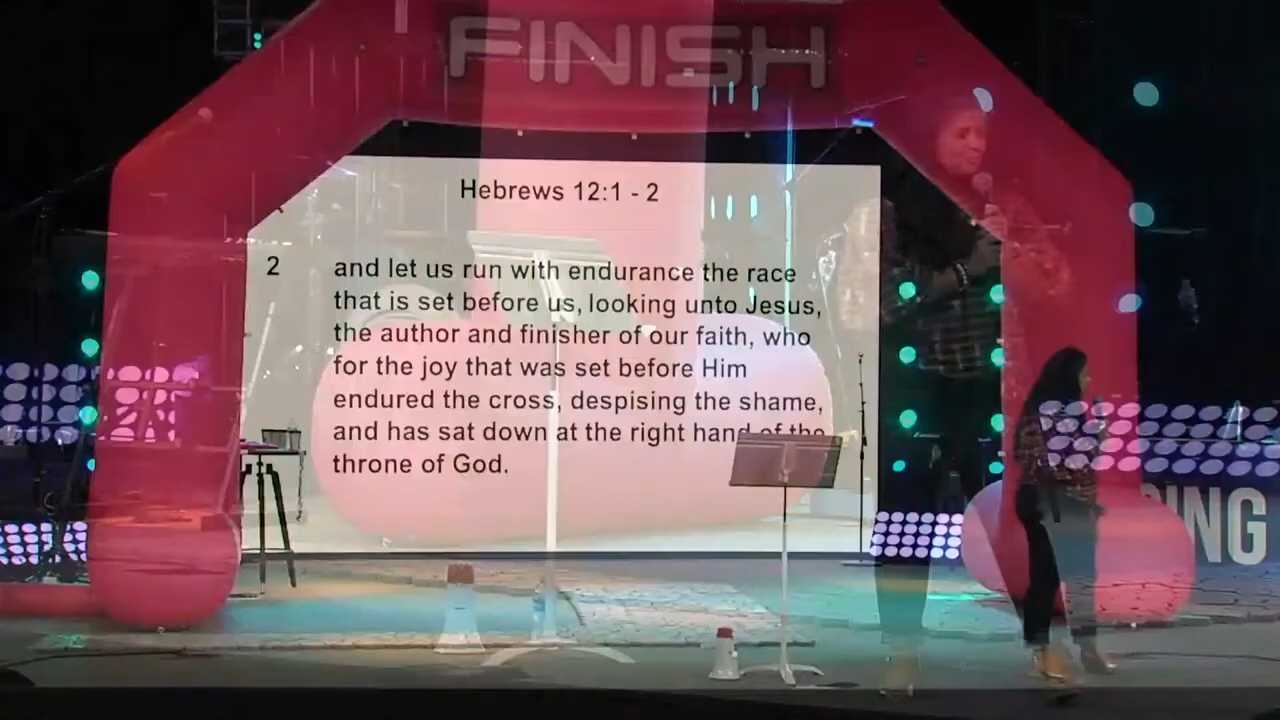 FINISH
Hebrews 12:1 - 2
2 and let us run with endurance the race
that is set before us, looking unto Jesus,
the author and finisher of our faith, who
for the joy that was set before Him
endured the cross, despising the shame,
and has sat down at the right hand of the
throne of God.